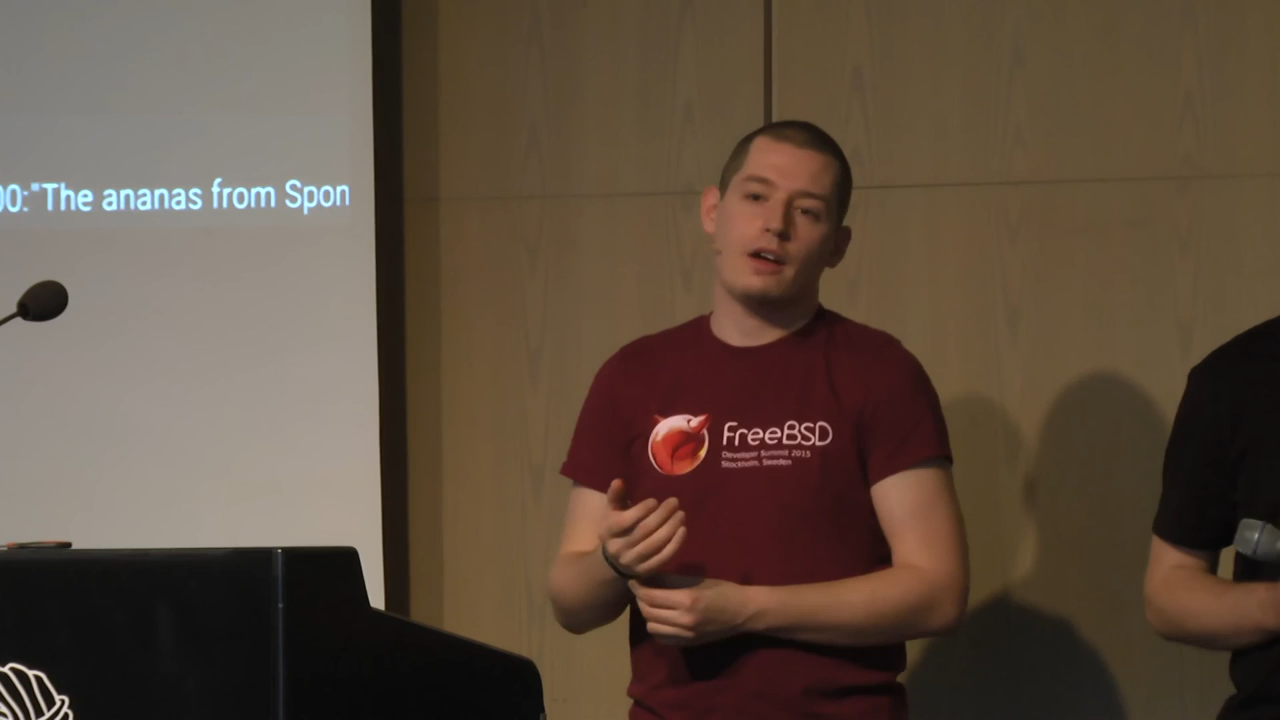 00:"The ananas from Spon
FreeBSD
Developer Summit 2015
Stockholm, Sweden